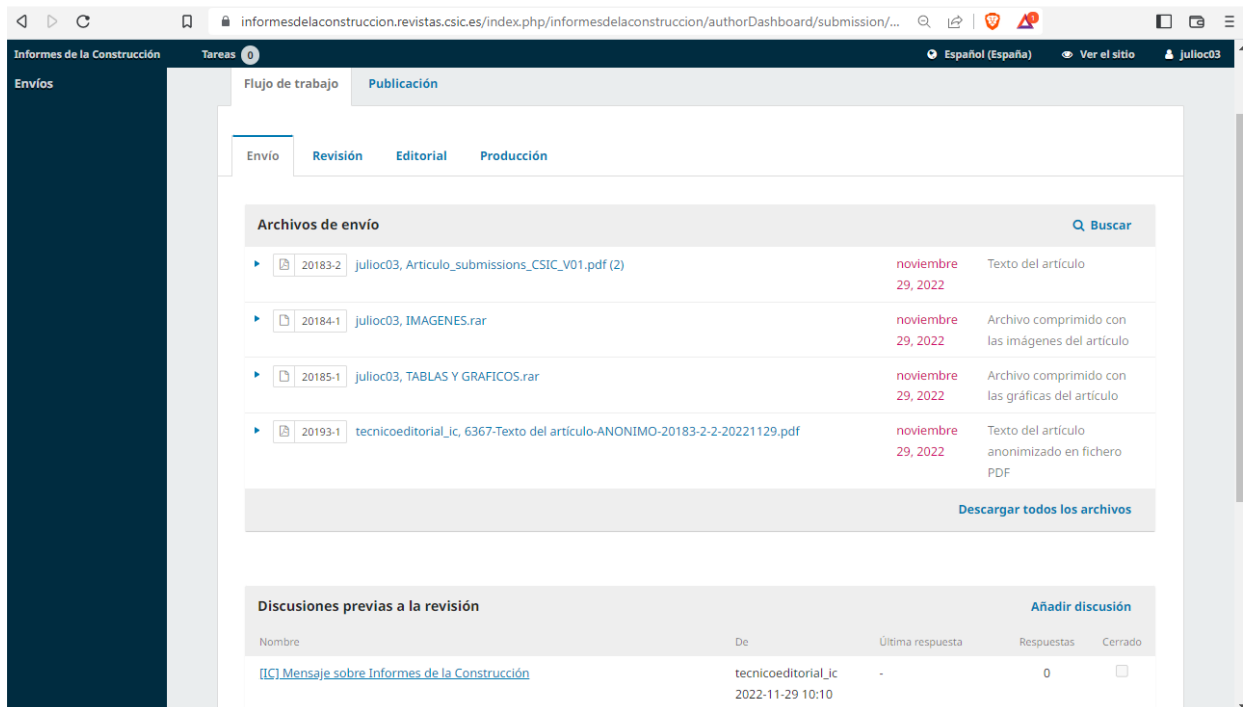 informesdelaconstruccion.revistas.csic.es/index.php/informesdelaconstruccion/authorDashboard/submission/...
Informes de la Construcción Tareas 0 Español (España) Ver el sitio julioc03
Envíos
Flujo de trabajo Publicación
Envío Revisión Editorial Producción
Archivos de envío Buscar
20183-2 julioc03, Articulo_submissions_CSIC_V01.pdf (2) noviembre Texto del artículo
29, 2022
20184-1 julioc03, IMAGENES.rar noviembre Archivo comprimido con
29, 2022 las imágenes del artículo
20185-1 julioc03, TABLAS Y GRAFICOS.rar noviembre Archivo comprimido con
29, 2022 las gráficas del artículo
20193-1 tecnicoeditorial_ic, 6367-Texto del artículo-ANONIMO-20183-2-2-20221129.pdf noviembre Texto del artículo
29, 2022 anonimizado en fichero
PDF
Descargar todos los archivos
Discusiones previas a la revisión Añadir discusión
Nombre De Última respuesta Respuestas Cerrado
[IC] Mensaje sobre Informes de la Construcción tecnicoeditorial_ic - 0
2022-11-29 10:10